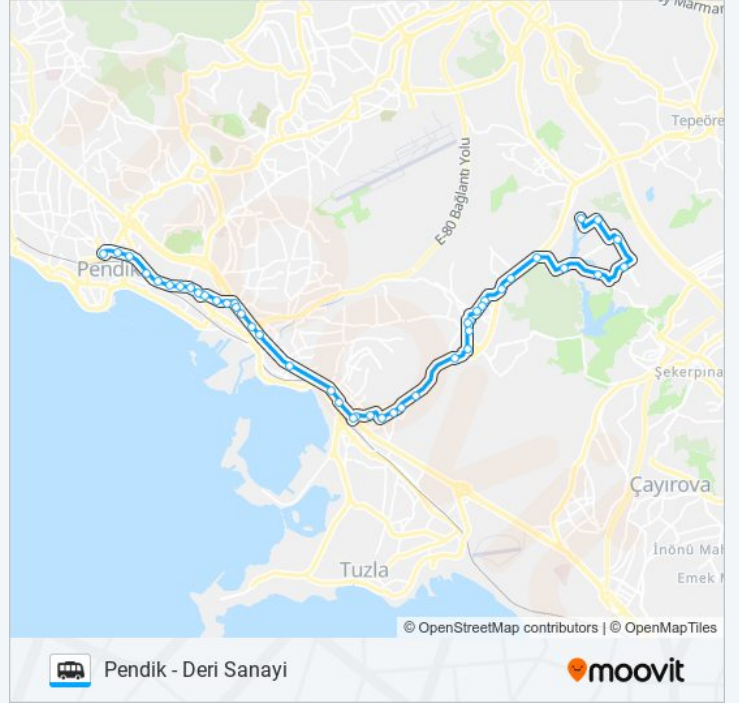 y Marmar
Tepeöre
E-80 Bağlantı Yolu
Pendik
Şekerpına
Çayırova
İnönü Mah
Emek M
Tuzla
© OpenStreetMap contributors | © OpenMapTiles
Pendik - Deri Sanayi
moovit